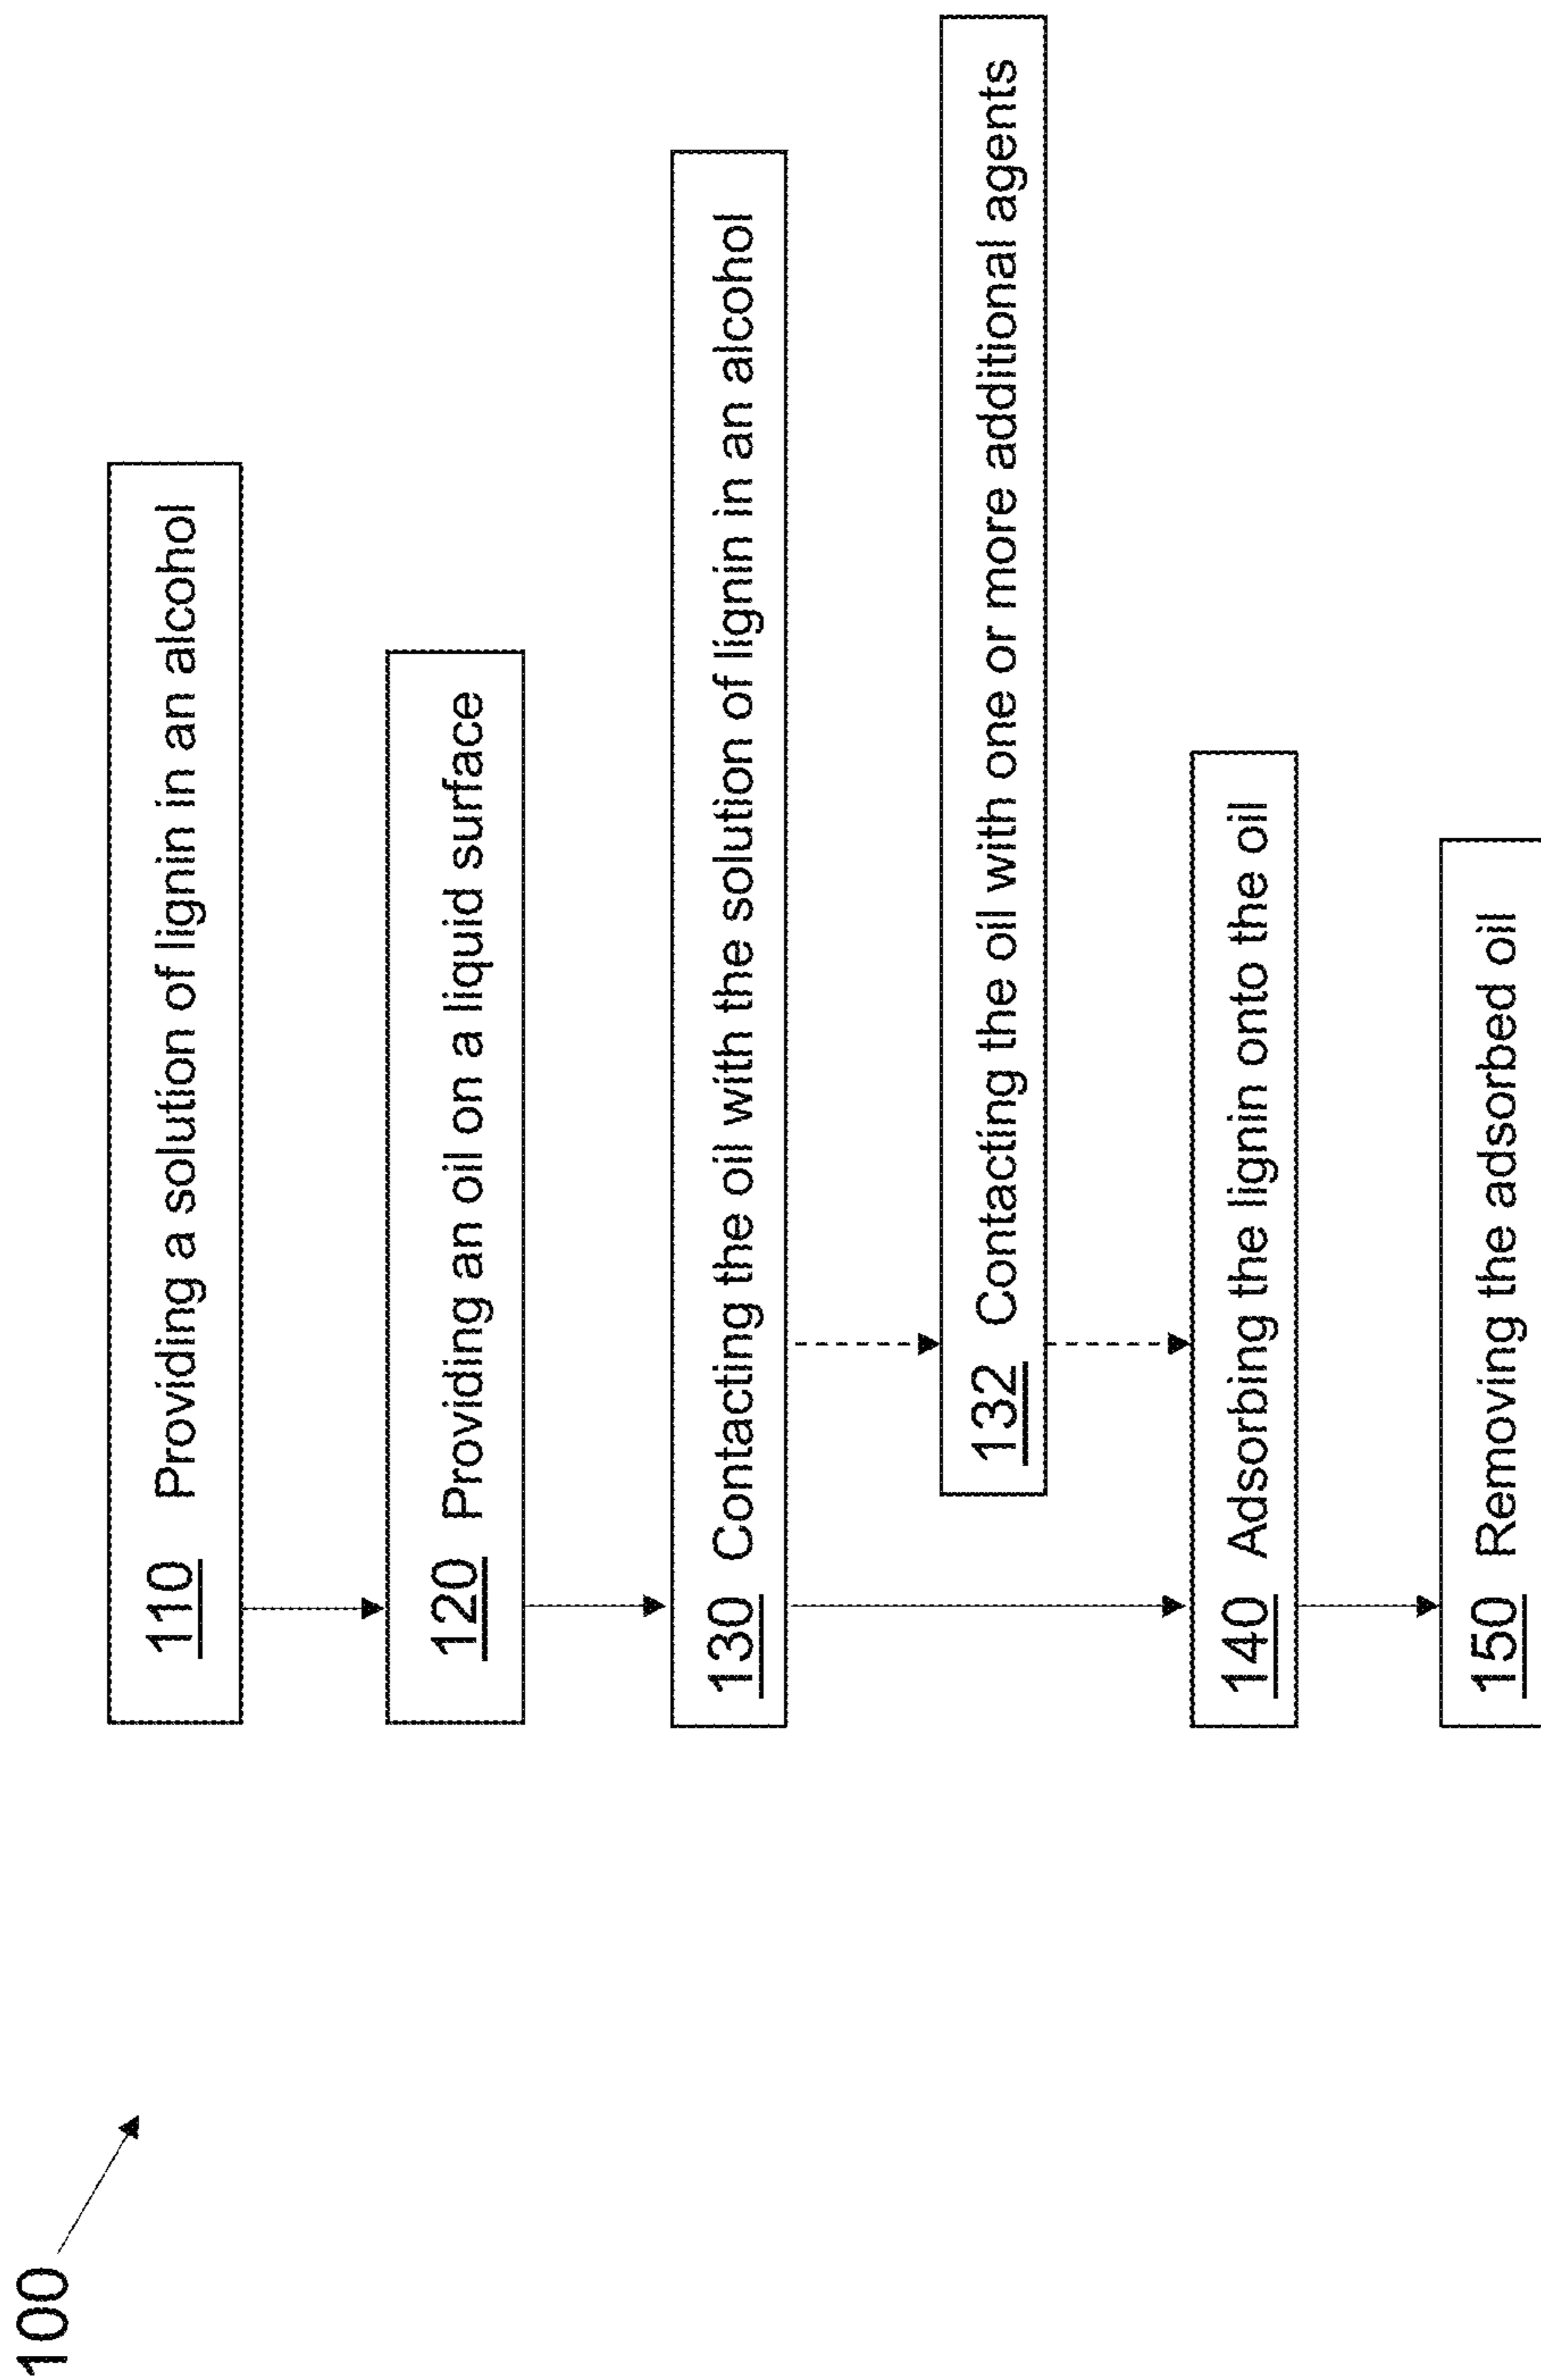 100
110 Providing a solution of lignin in an alcohol
120 Providing an oil on a liquid surface
130 Contacting the oil with the solution of lignin in an alcohol
132 Contacting the oil with one or more additional agents
140 Adsorbing the lignin onto the oil
150 Removing the adsorbed oil